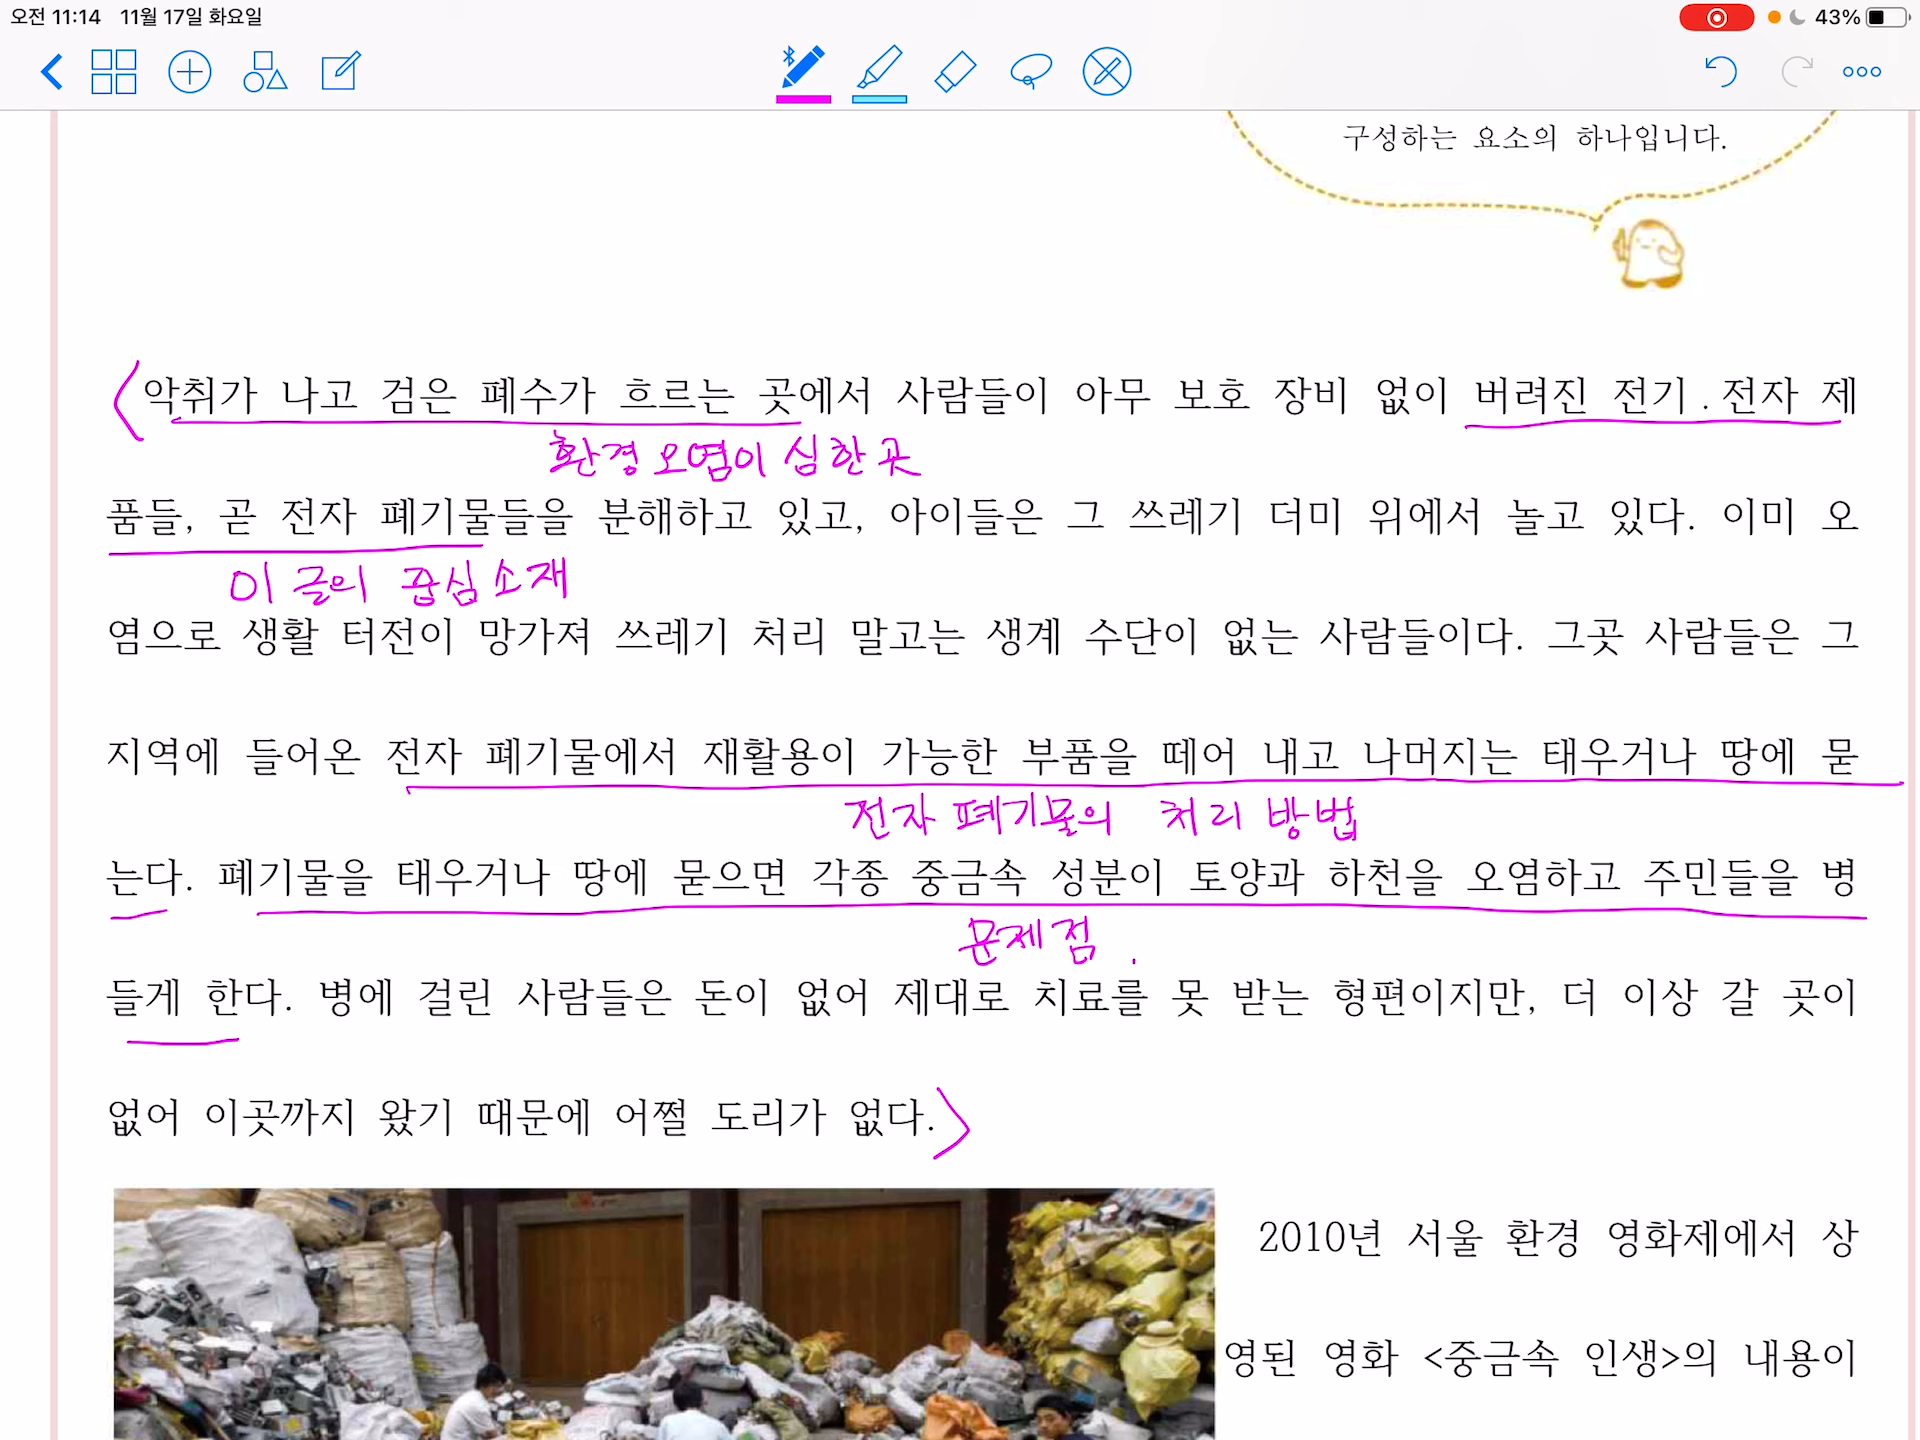 오전 11:14 11월 17일 화요일
43%
구성하는 요소의 하나입니다.
악취가 나고 검은 폐수가 흐르는 곳에서 사람들이 아무 보호 장비 없이 버려진 전기 . 전자 제
환경오염이 심한 곳
품들, 곧 전자 폐기물들을 분해하고 있고, 아이들은 그 쓰레기 더미 위에서 놀고 있다. 이미 오
이 글의 중심소재
염으로 생활 터전이 망가져 쓰레기 처리 말고는 생계 수단이 없는 사람들이다. 그곳 사람들은 그
지역에 들어온 전자 폐기물에서 재활용이 가능한 부품을 떼어 내고 나머지는 태우거나 땅에 묻
전자 폐기물의 처리 방법
는다. 폐기물을 태우거나 땅에 묻으면 각종 중금속 성분이 토양과 하천을 오염하고 주민들을 병
문제점.
들게 한다. 병에 걸린 사람들은 돈이 없어 제대로 치료를 못 받는 형편이지만, 더 이상 갈 곳이
없어 이곳까지 왔기 때문에 어쩔 도리가 없다.
2010년 서울 환경 영화제에서 상
영된 영화 <중금속 인생>의 내용이